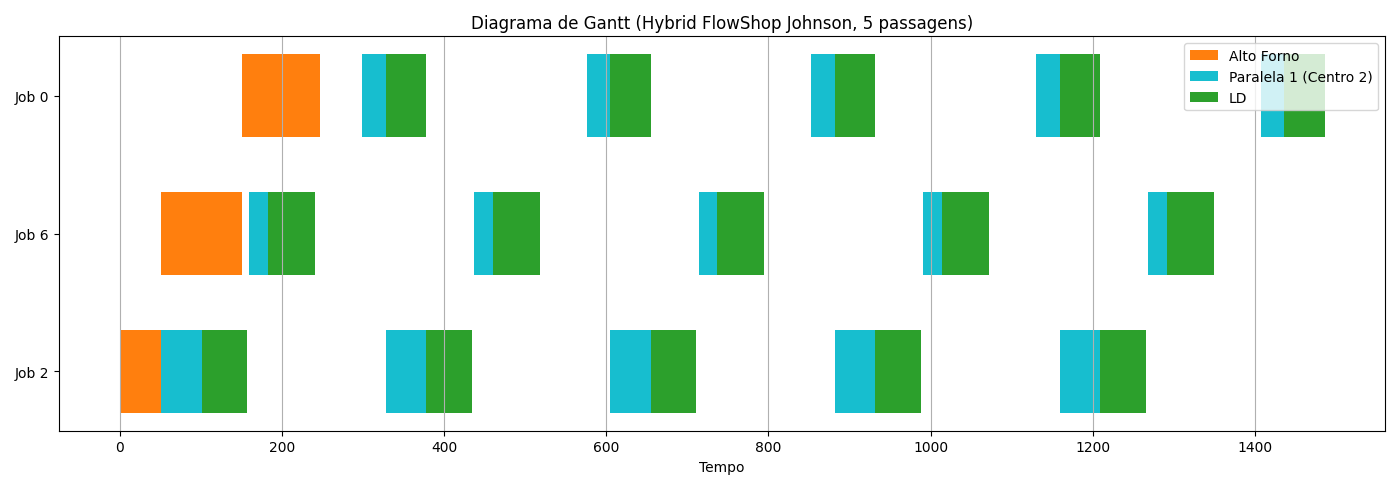 Diagrama de Gantt (Hybrid FlowShop Johnson, 5 passagens)
Alto Forno
Paralela 1 (Centro 2)
LD
Job 0
Job 6
Job 2
0 200 400 600 800 1000 1200 1400
Tempo